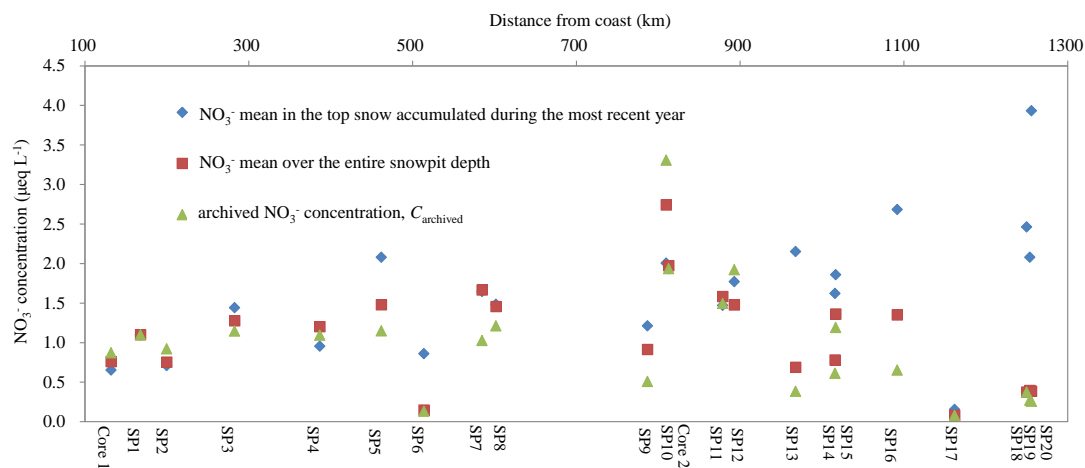 Distance from coast (km)
100 300 500 700 900 1100 1300
4.5
4.0
3.5
3.0
2.5
2.0
1.5
1.0
0.5
0.0
NO₃⁻ concentration (μeq L⁻¹)
NO₃⁻ mean in the top snow accumulated during the most recent year
NO₃⁻ mean over the entire snowpit depth
archived NO₃⁻ concentration, C archived
Core 1
SP1
SP2
SP3
SP4
SP5
SP6
SP7
SP8
SP9
SP10
Core 2
SP11
SP12
SP13
SP14
SP15
SP16
SP17
SP18
SP19
SP20